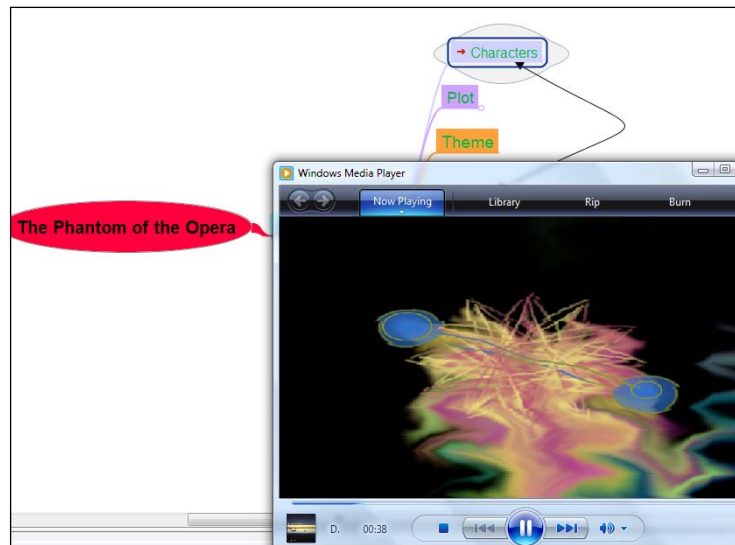 Characters
Plot
Theme
The Phantom of the Opera
Windows Media Player
Now Playing Library Rip Burn
D. 00:38